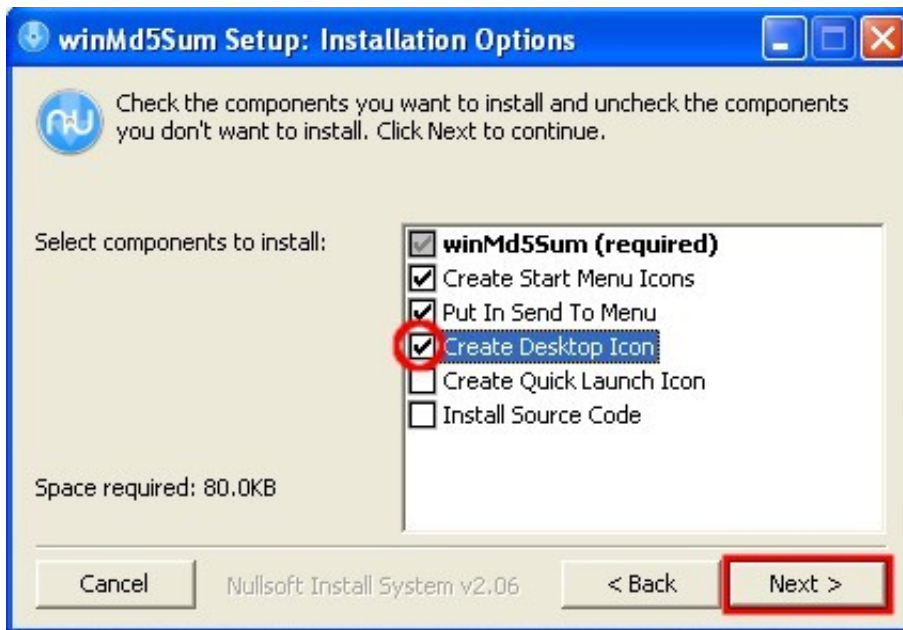 winMd5Sum Setup: Installation Options
Check the components you want to install and uncheck the components
you don't want to install. Click Next to continue.
Select components to install:
winMd5Sum (required)
Create Start Menu Icons
Put In Send To Menu
Create Desktop Icon
Create Quick Launch Icon
Install Source Code
Space required: 80.0KB
Cancel
Nullsoft Install System v2.06
< Back
Next >